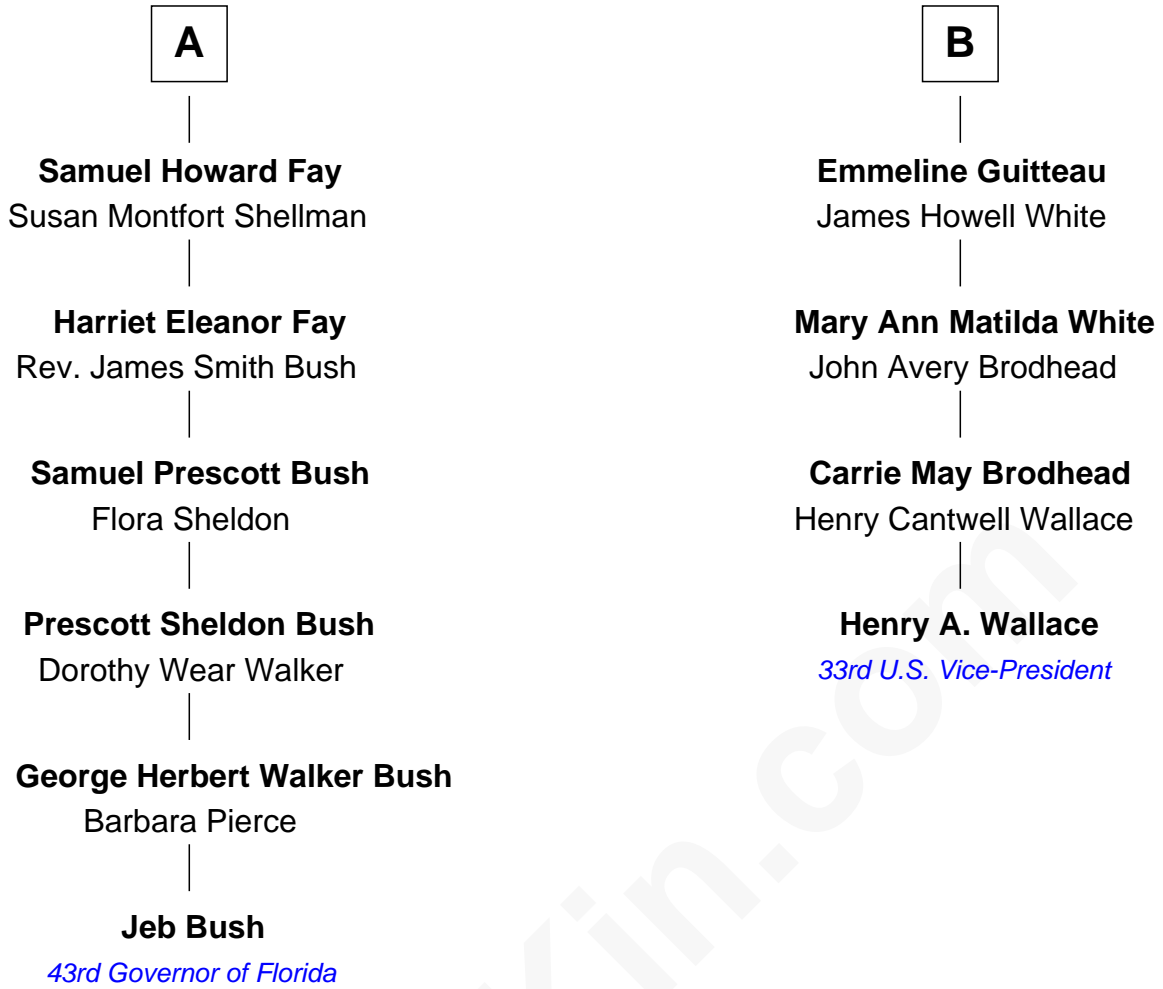 A
Samuel Howard Fay
Susan Montfort Shellman
Harriet Eleanor Fay
Rev. James Smith Bush
Samuel Prescott Bush
Flora Sheldon
Prescott Sheldon Bush
Dorothy Wear Walker
George Herbert Walker Bush
Barbara Pierce
Jeb Bush
43rd Governor of Florida
B
Emmeline Guitteau
James Howell White
Mary Ann Matilda White
John Avery Brodhead
Carrie May Brodhead
Henry Cantwell Wallace
Henry A. Wallace
33rd U.S. Vice-President
Kin.com